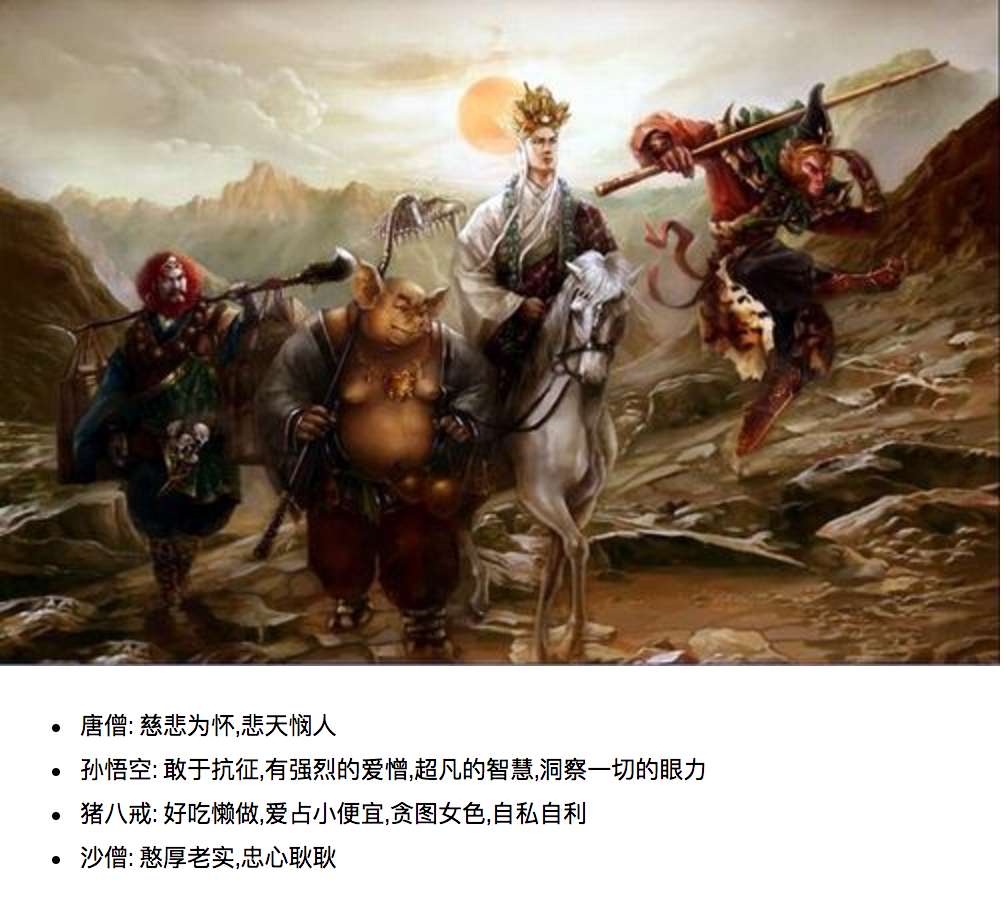 唐僧: 慈悲为怀,悲天悯人
孙悟空: 敢于抗征,有强烈的爱憎,超凡的智慧,洞察一切的眼力
猪八戒: 好吃懒做,爱占小便宜,贪图女色,自私自利
沙僧: 憨厚老实,忠心耿耿